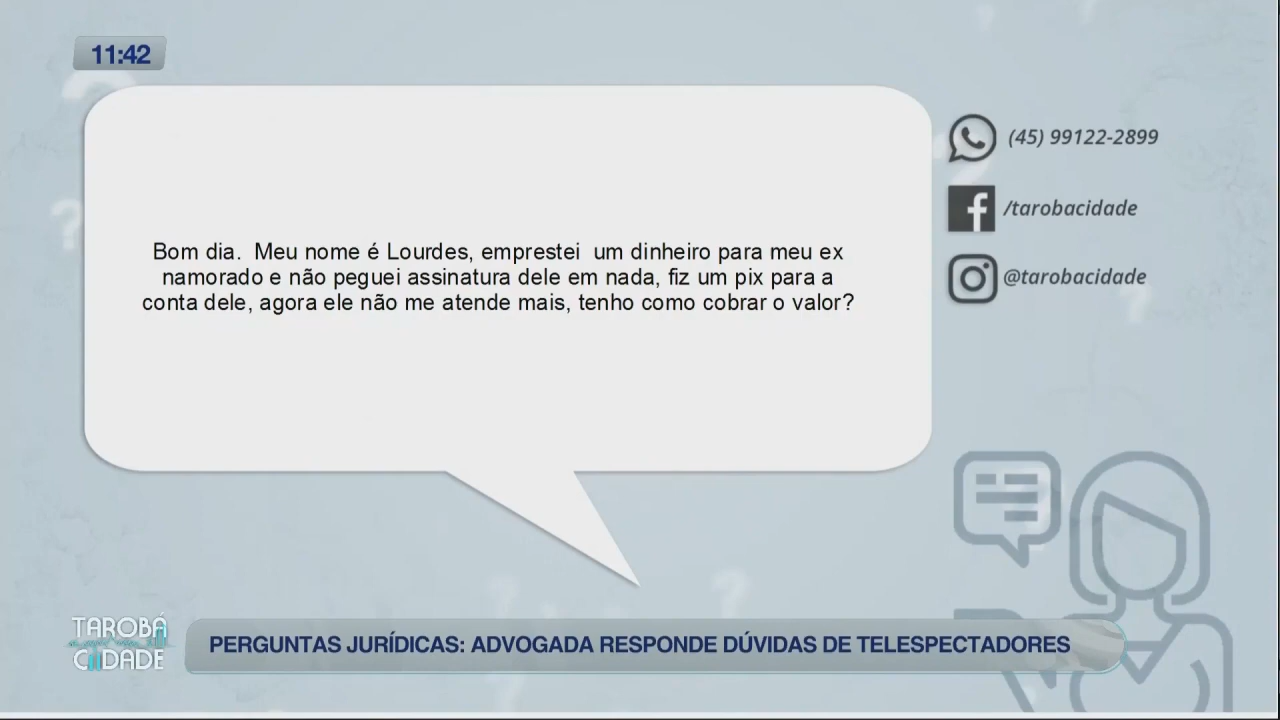 11:42
Bom dia.  Meu nome é Lourdes, emprestei  um dinheiro para meu ex
namorado e não peguei assinatura dele em nada, fiz um pix para a
conta dele, agora ele não me atende mais, tenho como cobrar o valor?
(45) 99122-2899
/tarobacidade
@tarobacidade
TAROBÁ
CIDADE
PERGUNTAS JURÍDICAS: ADVOGADA RESPONDE DÚVIDAS DE TELESPECTADORES